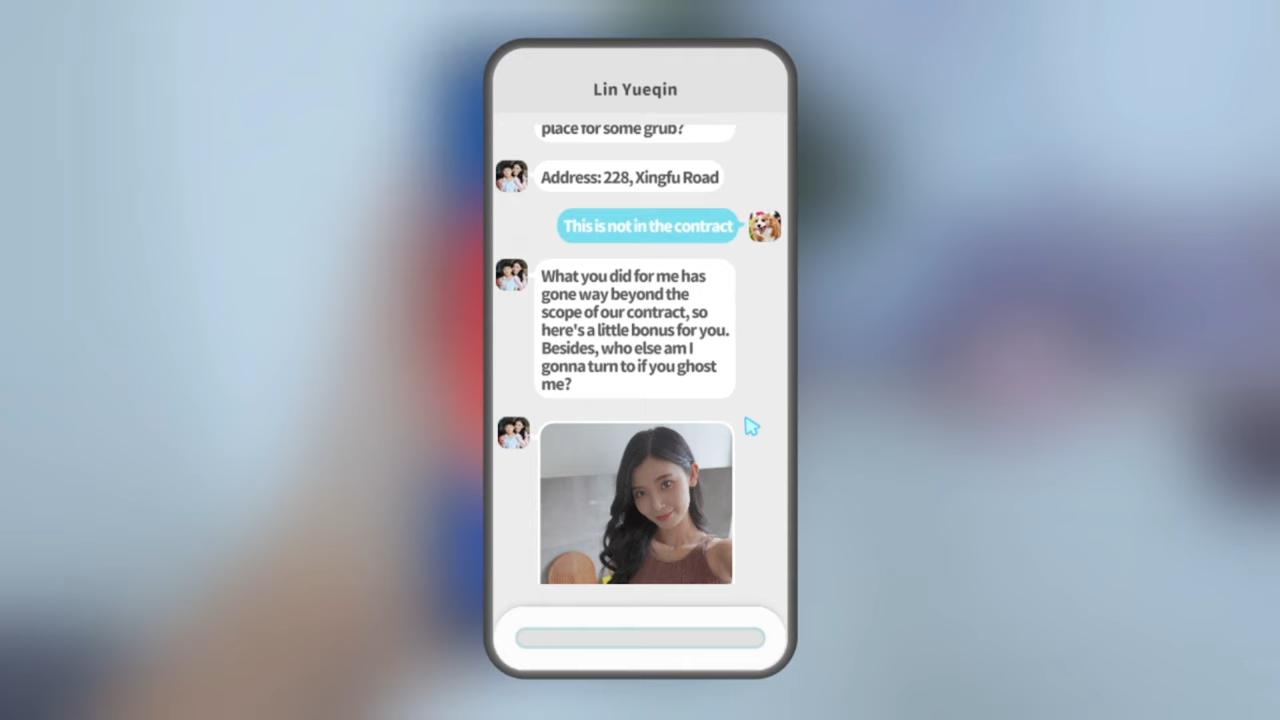 Lin Yueqin
place for some grub?
Address: 228, Xingfu Road
This is not in the contract
What you did for me has
gone way beyond the
scope of our contract, so
here's a little bonus for you.
Besides, who else am I
gonna turn to if you ghost
me?